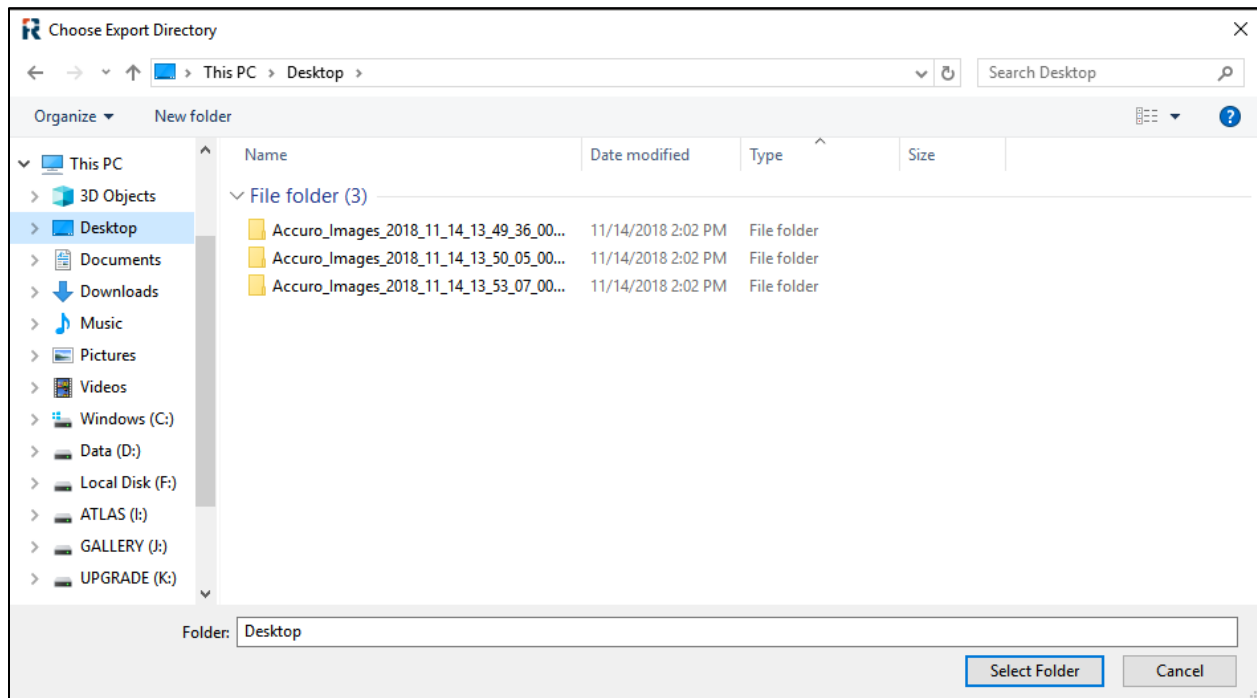 Choose Export Directory
This PC > Desktop >
Search Desktop
Organize
New folder
?
Name Date modified Type Size
This PC
3D Objects
Desktop
Documents
Downloads
Music
Pictures
Videos
Windows (C:)
Data (D:)
Local Disk (F:)
ATLAS (I:)
GALLERY (J:)
UPGRADE (K:)
File folder (3)
Accuro_Images_2018_11_14_13_49_36_00... 11/14/2018 2:02 PM File folder
Accuro_Images_2018_11_14_13_50_05_00... 11/14/2018 2:02 PM File folder
Accuro_Images_2018_11_14_13_53_07_00... 11/14/2018 2:02 PM File folder
Folder: Desktop
Select Folder Cancel